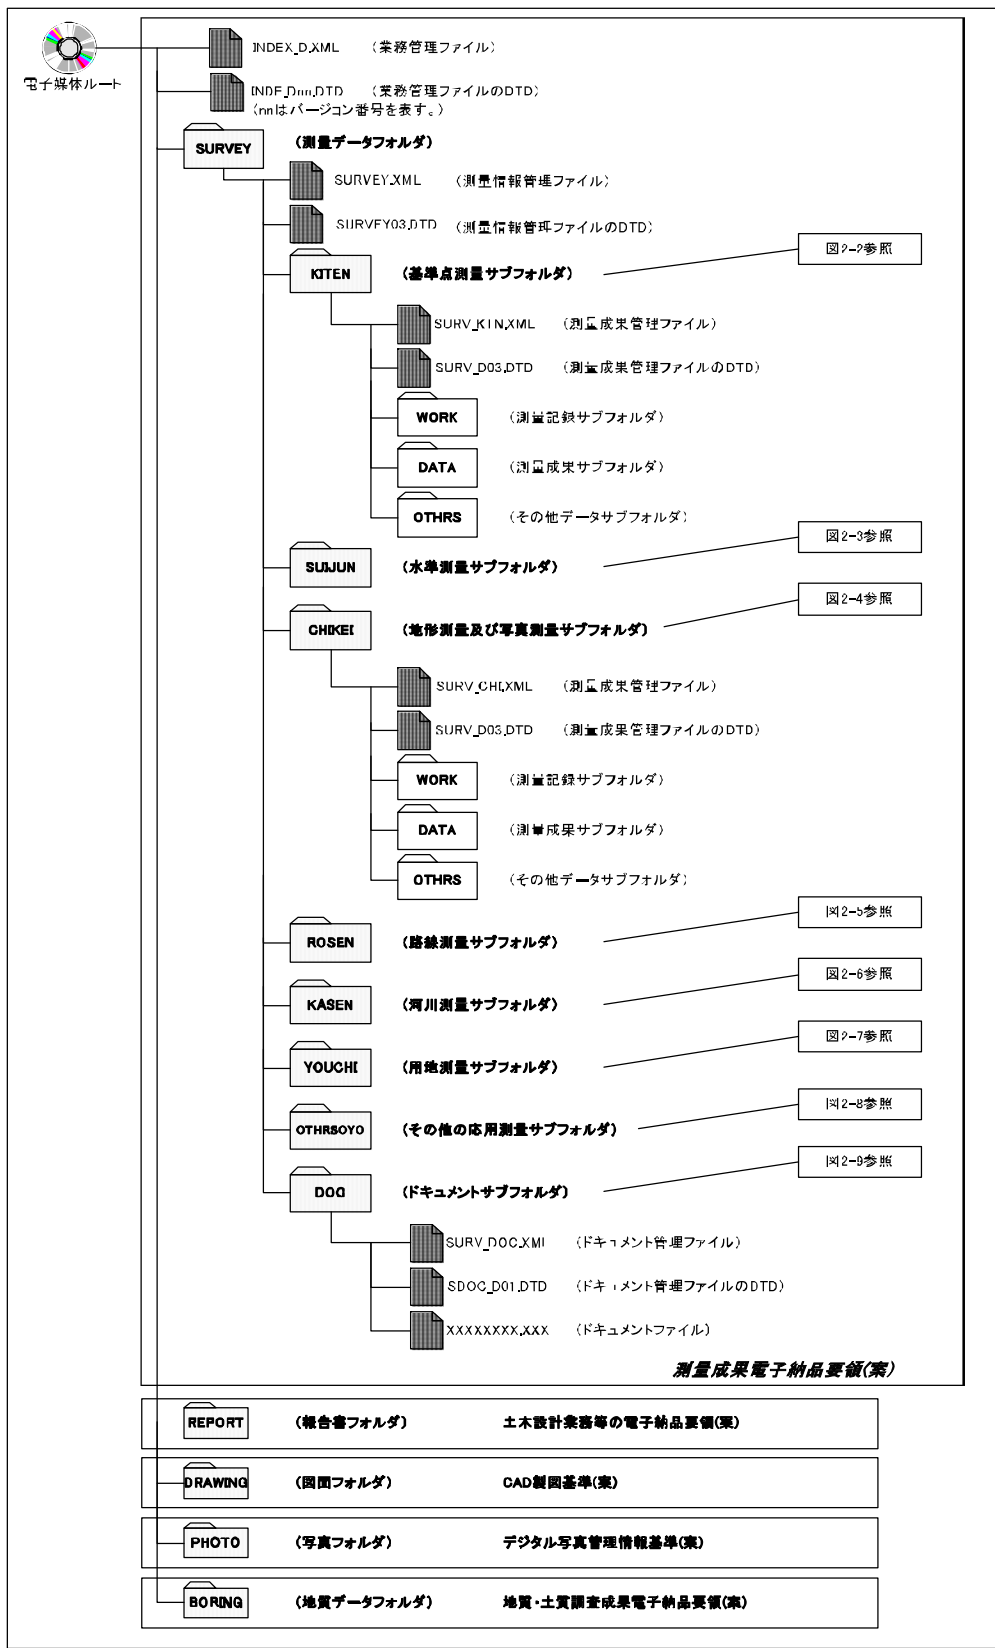 電子媒体ルート
INDEX_D.XML (業務管理ファイル)
INDE_Dnn.DTD (業務管理ファイルのDTD)
(nnはバージョン番号を表す。)
SURVEY (測量データフォルダ)
SURVEY.XML (測量情報管理ファイル)
SURVEY03.DTD (測量情報管理ファイルのDTD)
図2-2参照
KITEN (基準点測量サブフォルダ)
SURV_KTN.XML (測量成果管理ファイル)
SURV_D03.DTD (測量成果管理ファイルのDTD)
WORK (測量記録サブフォルダ)
DATA (測量成果サブフォルダ)
OTHRS (その他データサブフォルダ)
図2-3参照
SUIJUN (水準測量サブフォルダ)
図2-4参照
CHIKEI (地形測量及び写真測量サブフォルダ)
SURV_CHI.XML (測量成果管理ファイル)
SURV_D03.DTD (測量成果管理ファイルのDTD)
WORK (測量記録サブフォルダ)
DATA (測量成果サブフォルダ)
OTHRS (その他データサブフォルダ)
図2-5参照
ROSEN (路線測量サブフォルダ)
図2-6参照
KASEN (河川測量サブフォルダ)
図2-7参照
YOUCHI (用地測量サブフォルダ)
図2-8参照
OTHRSOYO (その他の応用測量サブフォルダ)
図2-9参照
DOC (ドキュメントサブフォルダ)
SURV_DOC.XML (ドキュメント管理ファイル)
SDOC_D01.DTD (ドキュメント管理ファイルのDTD)
XXXXXXXX.XXX (ドキュメントファイル)
測量成果電子納品要領(案)
REPORT (報告書フォルダ) 土木設計業務等の電子納品要領(案)
DRAWING (図面フォルダ) CAD製図基準(案)
PHOTO (写真フォルダ) デジタル写真管理情報基準(案)
BORING (地質データフォルダ) 地質・土質調査成果電子納品要領(案)